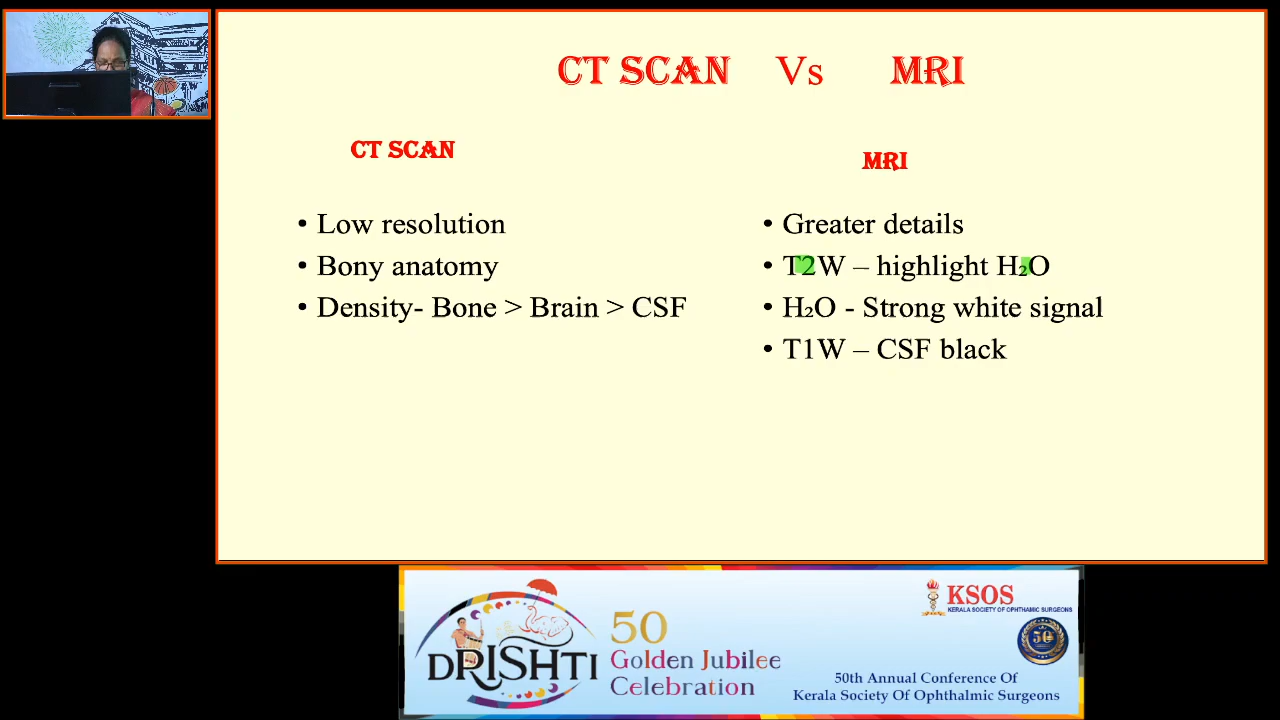 CT SCAN Vs MRI
CT SCAN
• Low resolution
• Bony anatomy
• Density- Bone > Brain > CSF
MRI
• Greater details
• T2W – highlight H₂O
• H₂O - Strong white signal
• T1W – CSF black
DRISHTI
50
Golden Jubilee
Celebration
KSOS
KERALA SOCIETY OF OPHTHAMIC SURGEONS
50
50th Annual Conference Of
Kerala Society Of Ophthalmic Surgeons